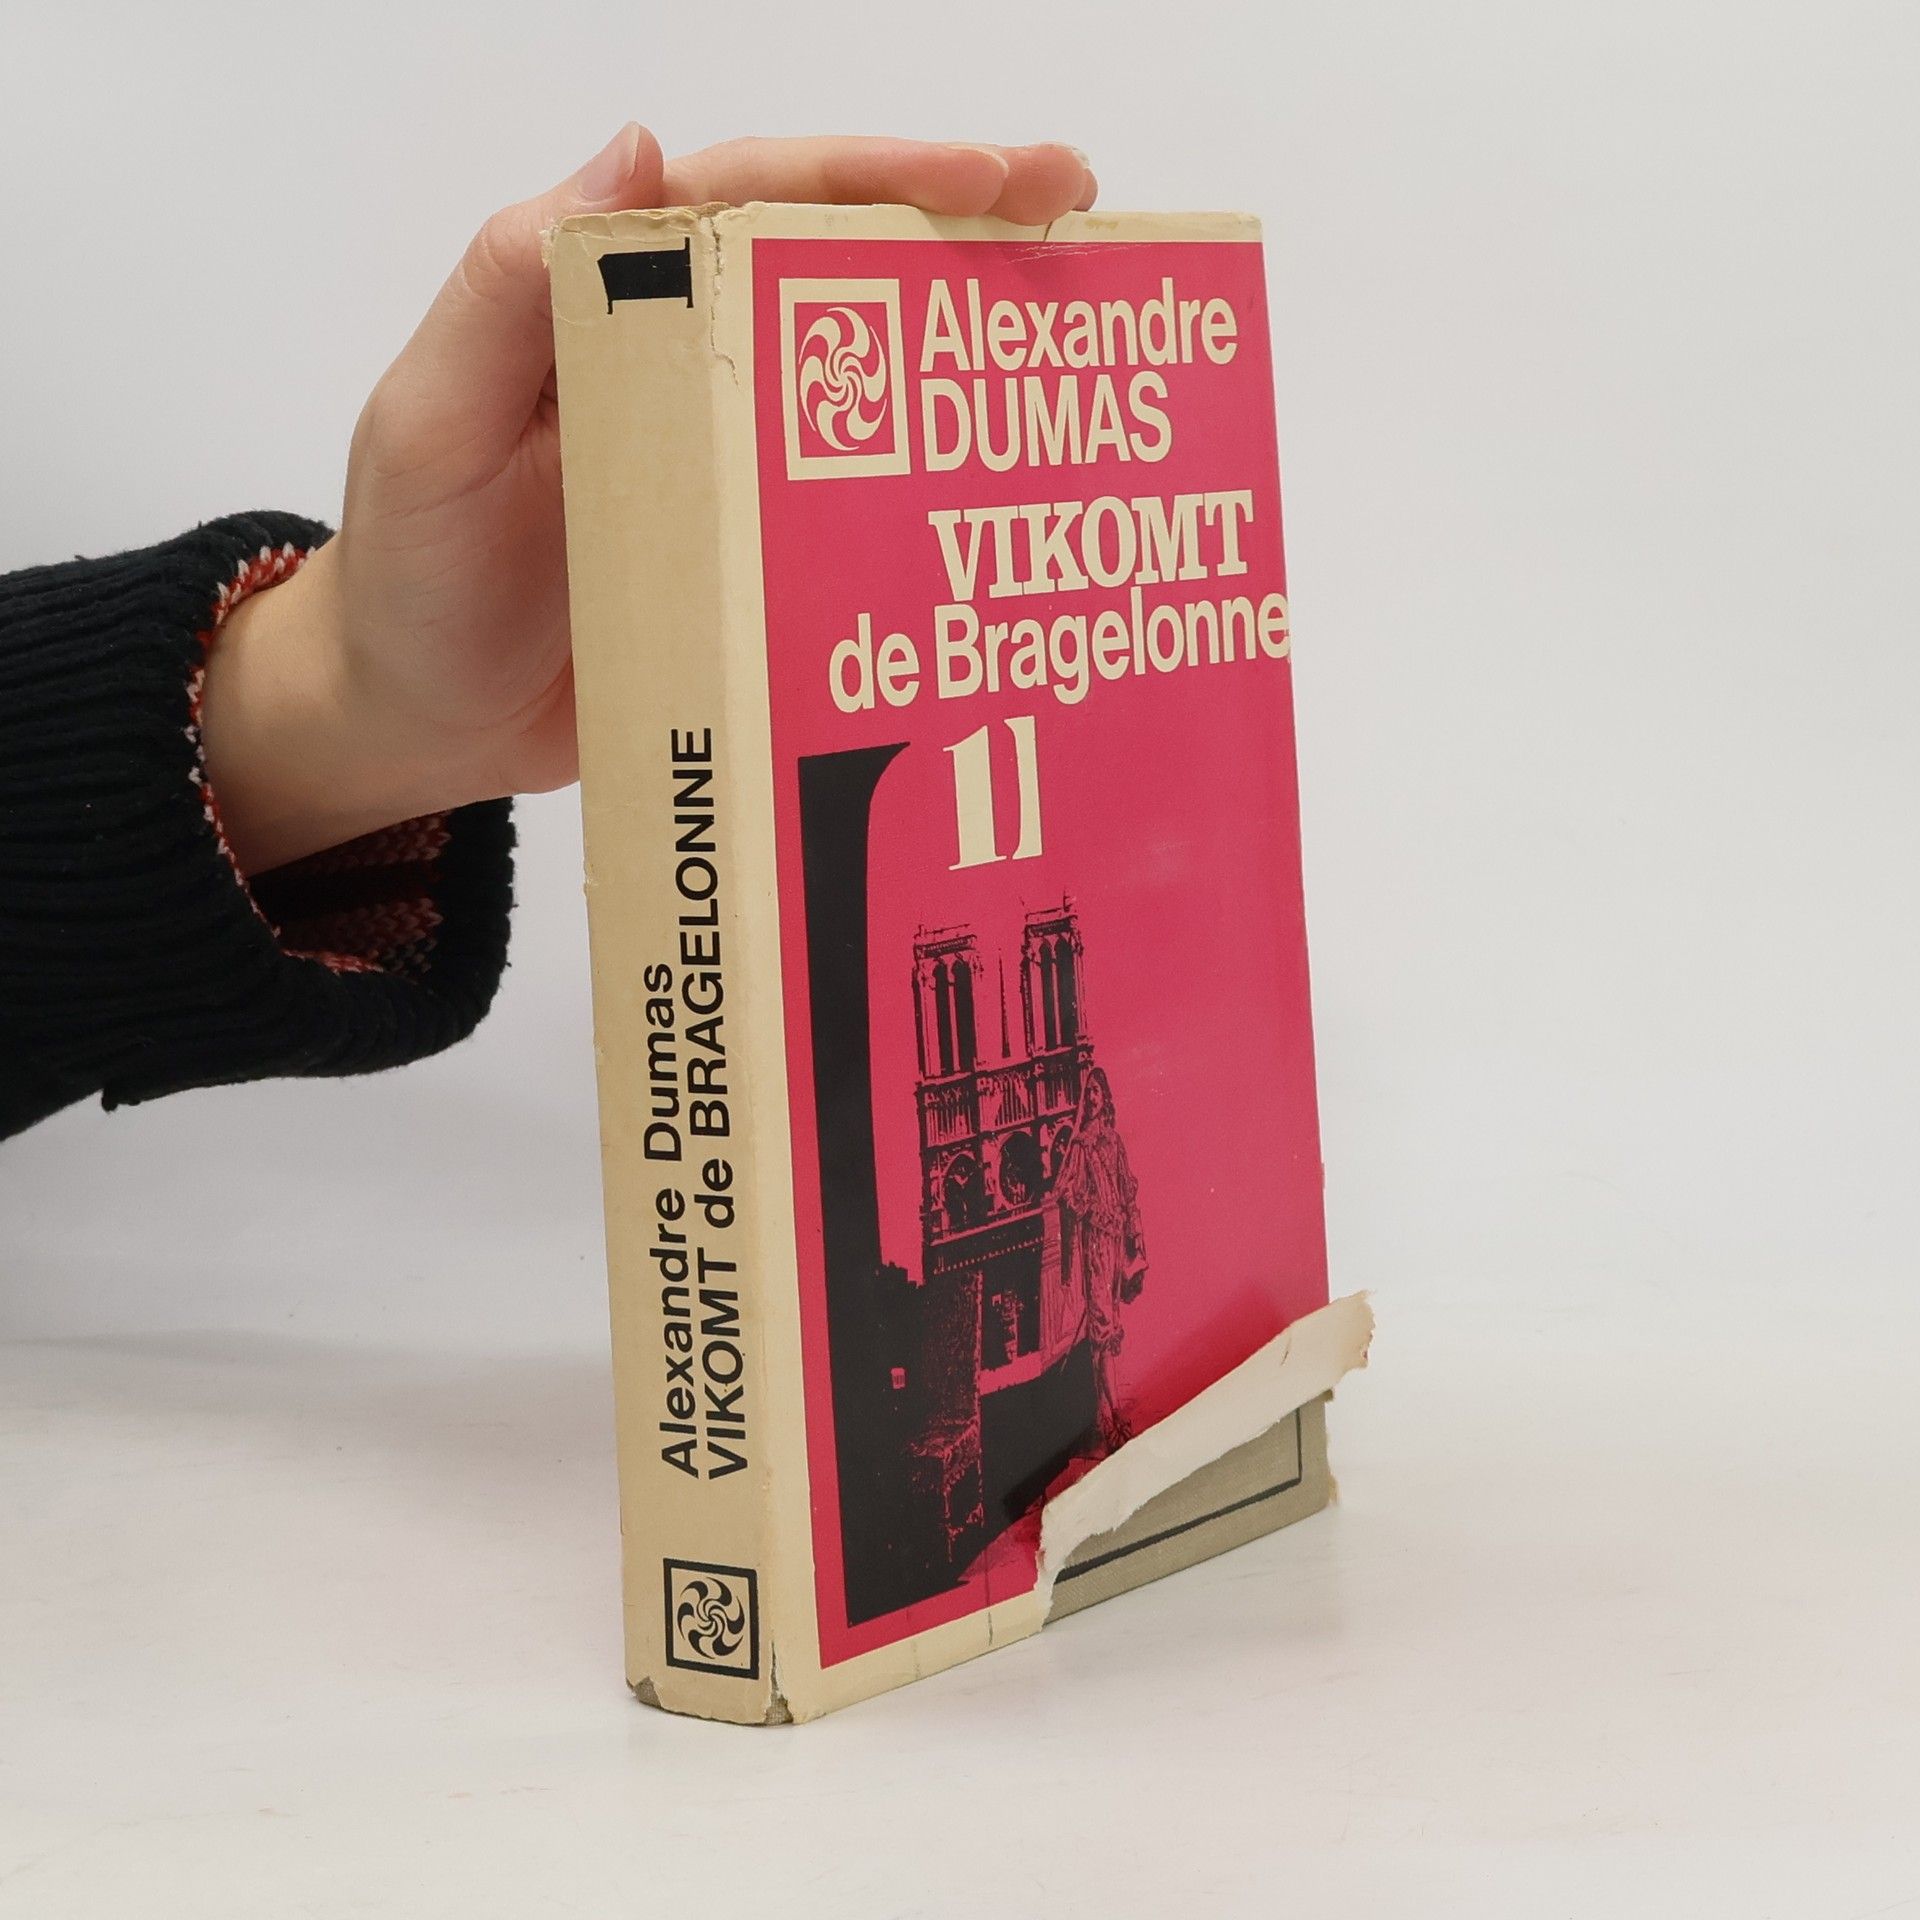 1
Alexandre Dumas
VIKOMT de BRAGELONNE
Alexandre
DUMAS
VIKOMT
de Bragelonne
1